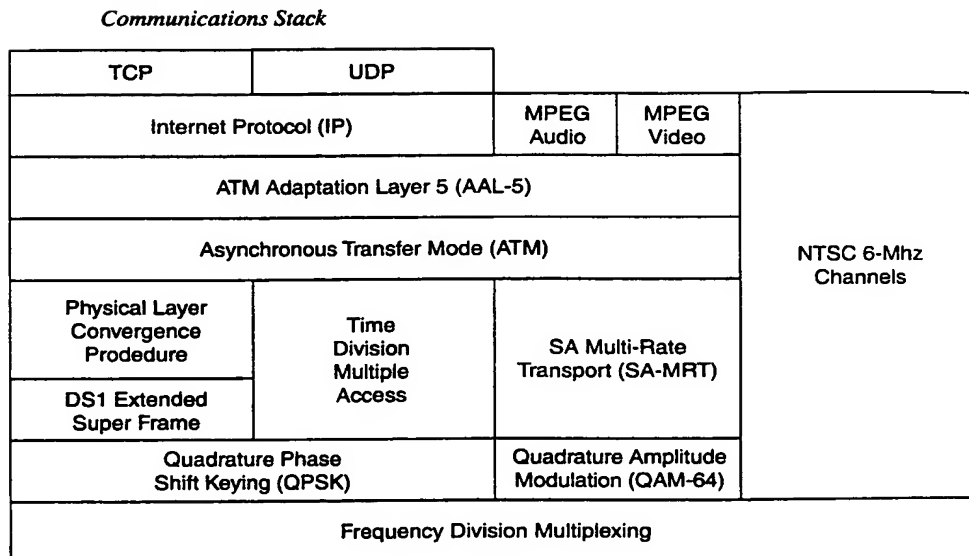 Communications Stack
TCP
UDP
Internet Protocol (IP)
MPEG
Audio
MPEG
Video
ATM Adaptation Layer 5 (AAL-5)
Asynchronous Transfer Mode (ATM)
NTSC 6-Mhz
Channels
Physical Layer
Convergence
Prodedure
Time
Division
Multiple
Access
SA Multi-Rate
Transport (SA-MRT)
DS1 Extended
Super Frame
Quadrature Phase
Shift Keying (QPSK)
Quadrature Amplitude
Modulation (QAM-64)
Frequency Division Multiplexing